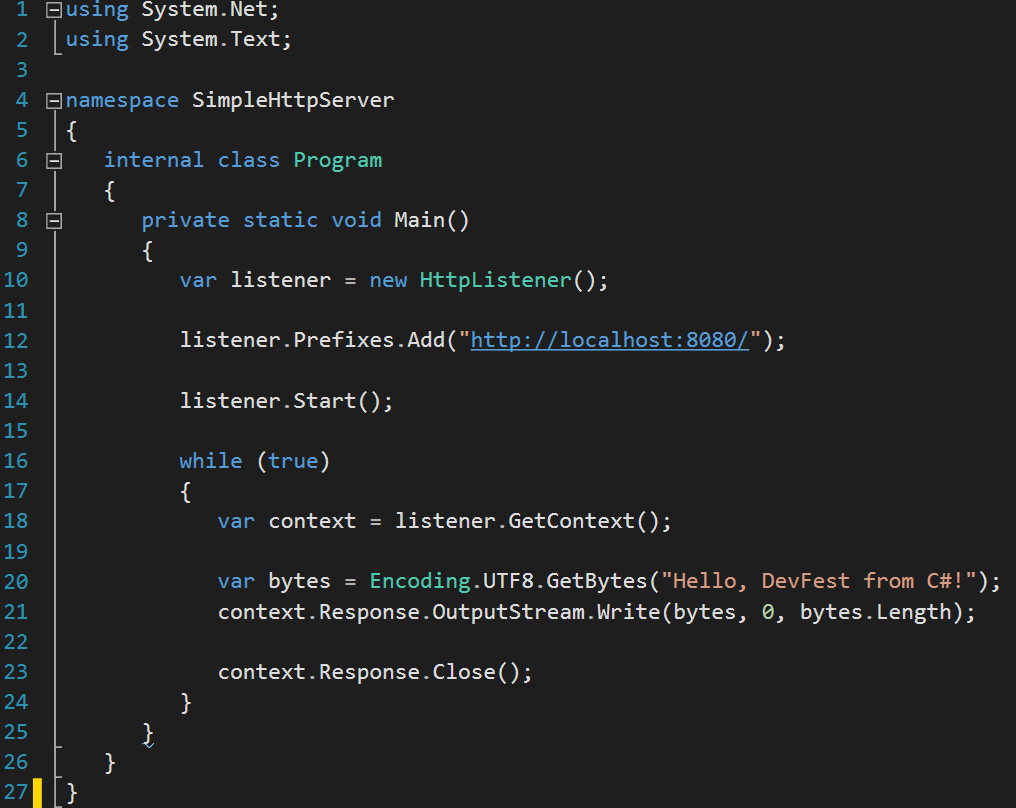 1 using System.Net;
2 using System.Text;
3
4 namespace SimpleHttpServer
5 {
6     internal class Program
7     {
8         private static void Main()
9         {
10             var listener = new HttpListener();
11
12             listener.Prefixes.Add("http://localhost:8080/");
13
14             listener.Start();
15
16             while (true)
17             {
18                 var context = listener.GetContext();
19
20                 var bytes = Encoding.UTF8.GetBytes("Hello, DevFest from C#!");
21                 context.Response.OutputStream.Write(bytes, 0, bytes.Length);
22
23                 context.Response.Close();
24             }
25         }
26     }
27 }